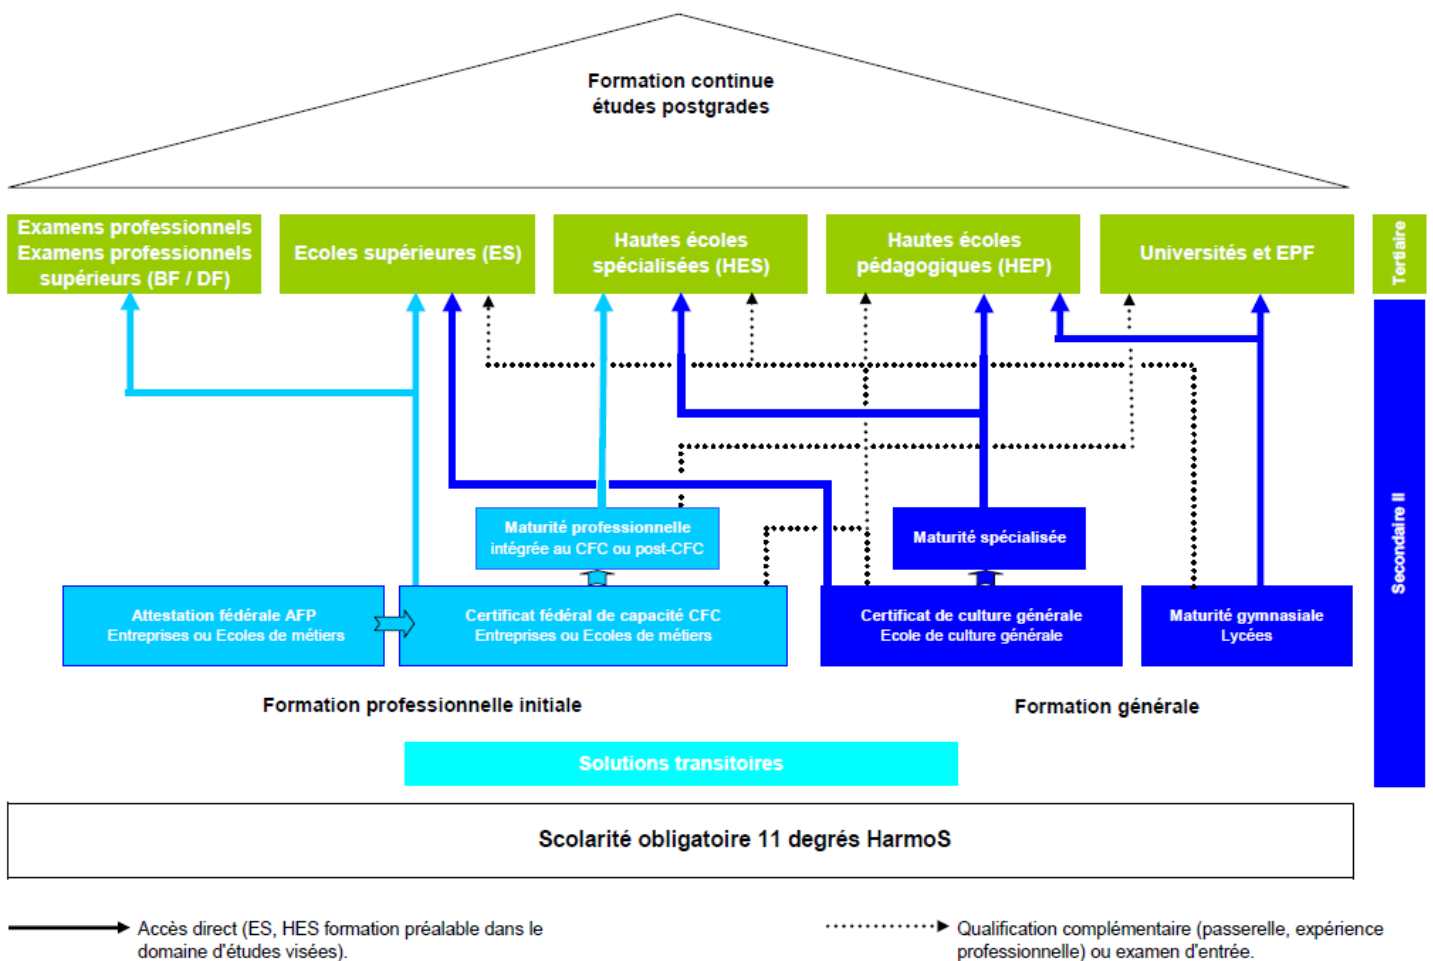 Formation continue
études postgrades
Examens professionnels
Examens professionnels
supérieurs (BF / DF)
Ecoles supérieures (ES)
Hautes écoles
spécialisées (HES)
Hautes écoles
pédagogiques (HEP)
Universités et EPF
Tertiaire
Maturité professionnelle
intégrée au CFC ou post-CFC
Maturité spécialisée
Secondaire II
Attestation fédérale AFP
Entreprises ou Ecoles de métiers
Certificat fédéral de capacité CFC
Entreprises ou Ecoles de métiers
Certificat de culture générale
Ecole de culture générale
Maturité gymnasiale
Lycées
Formation professionnelle initiale
Formation générale
Solutions transitoires
Scolarité obligatoire 11 degrés HarmoS
Accès direct (ES, HES formation préalable dans le
domaine d'études visées).
Qualification complémentaire (passerelle, expérience
professionnelle) ou examen d'entrée.